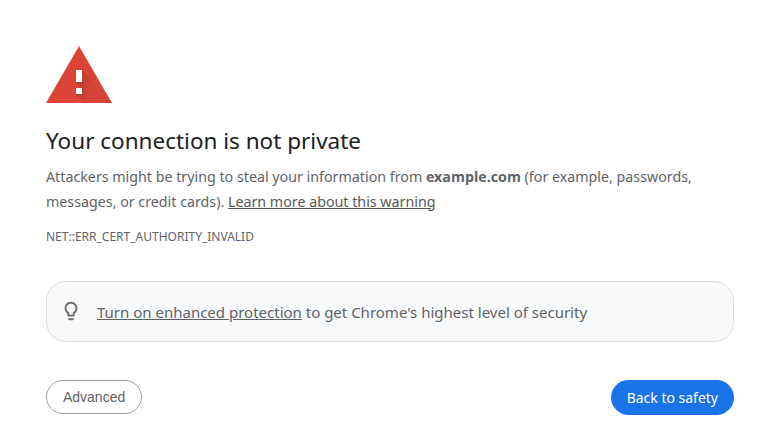 Your connection is not private
Attackers might be trying to steal your information from example.com (for example, passwords,
messages, or credit cards). Learn more about this warning
NET::ERR_CERT_AUTHORITY_INVALID
Turn on enhanced protection to get Chrome's highest level of security
Advanced
Back to safety